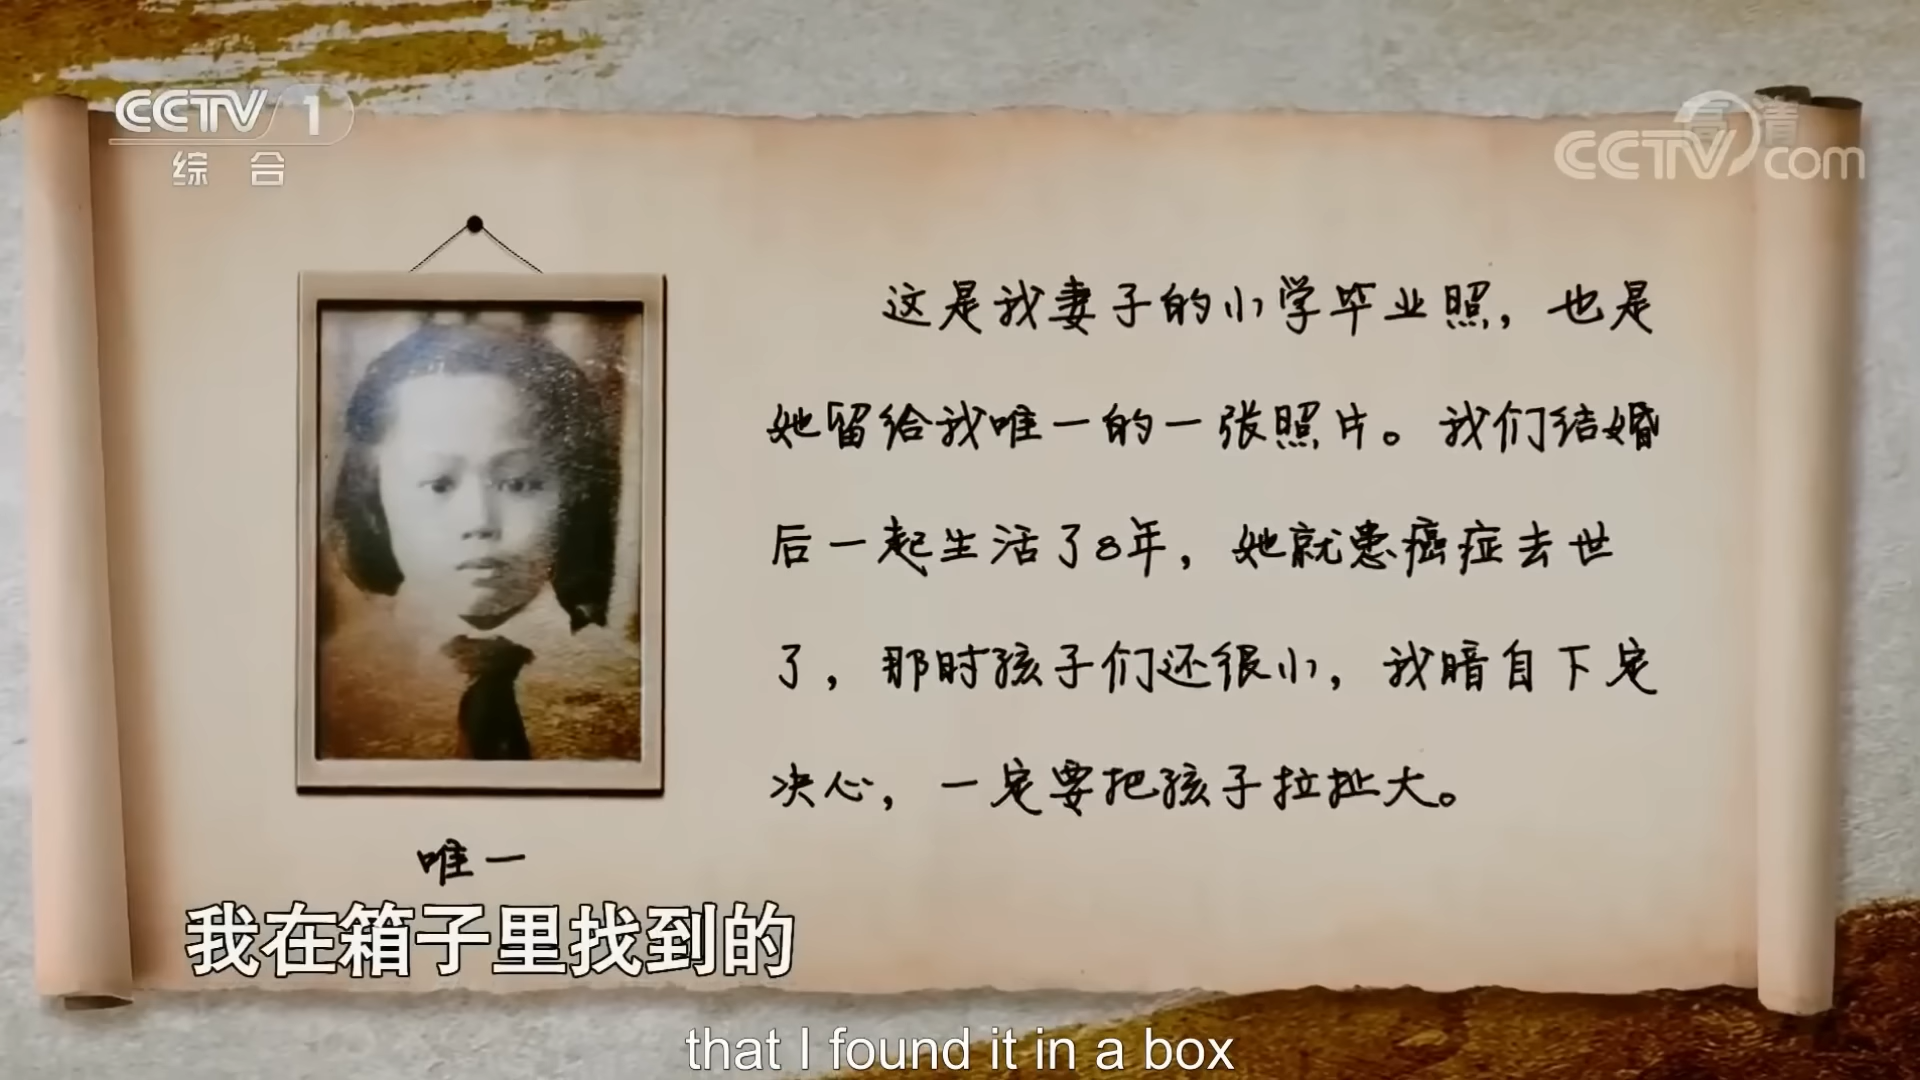 CCTV 1
综合
高清
CCTV.com
这是我妻子的小学毕业照，也是
她留给我唯一的一张照片。我们结婚
后一起生活了8年，她就患癌症去世
了，那时孩子们还很小，我暗自下定
决心，一定要把孩子拉扯大。
唯一
我在箱子里找到的
that I found it in a box